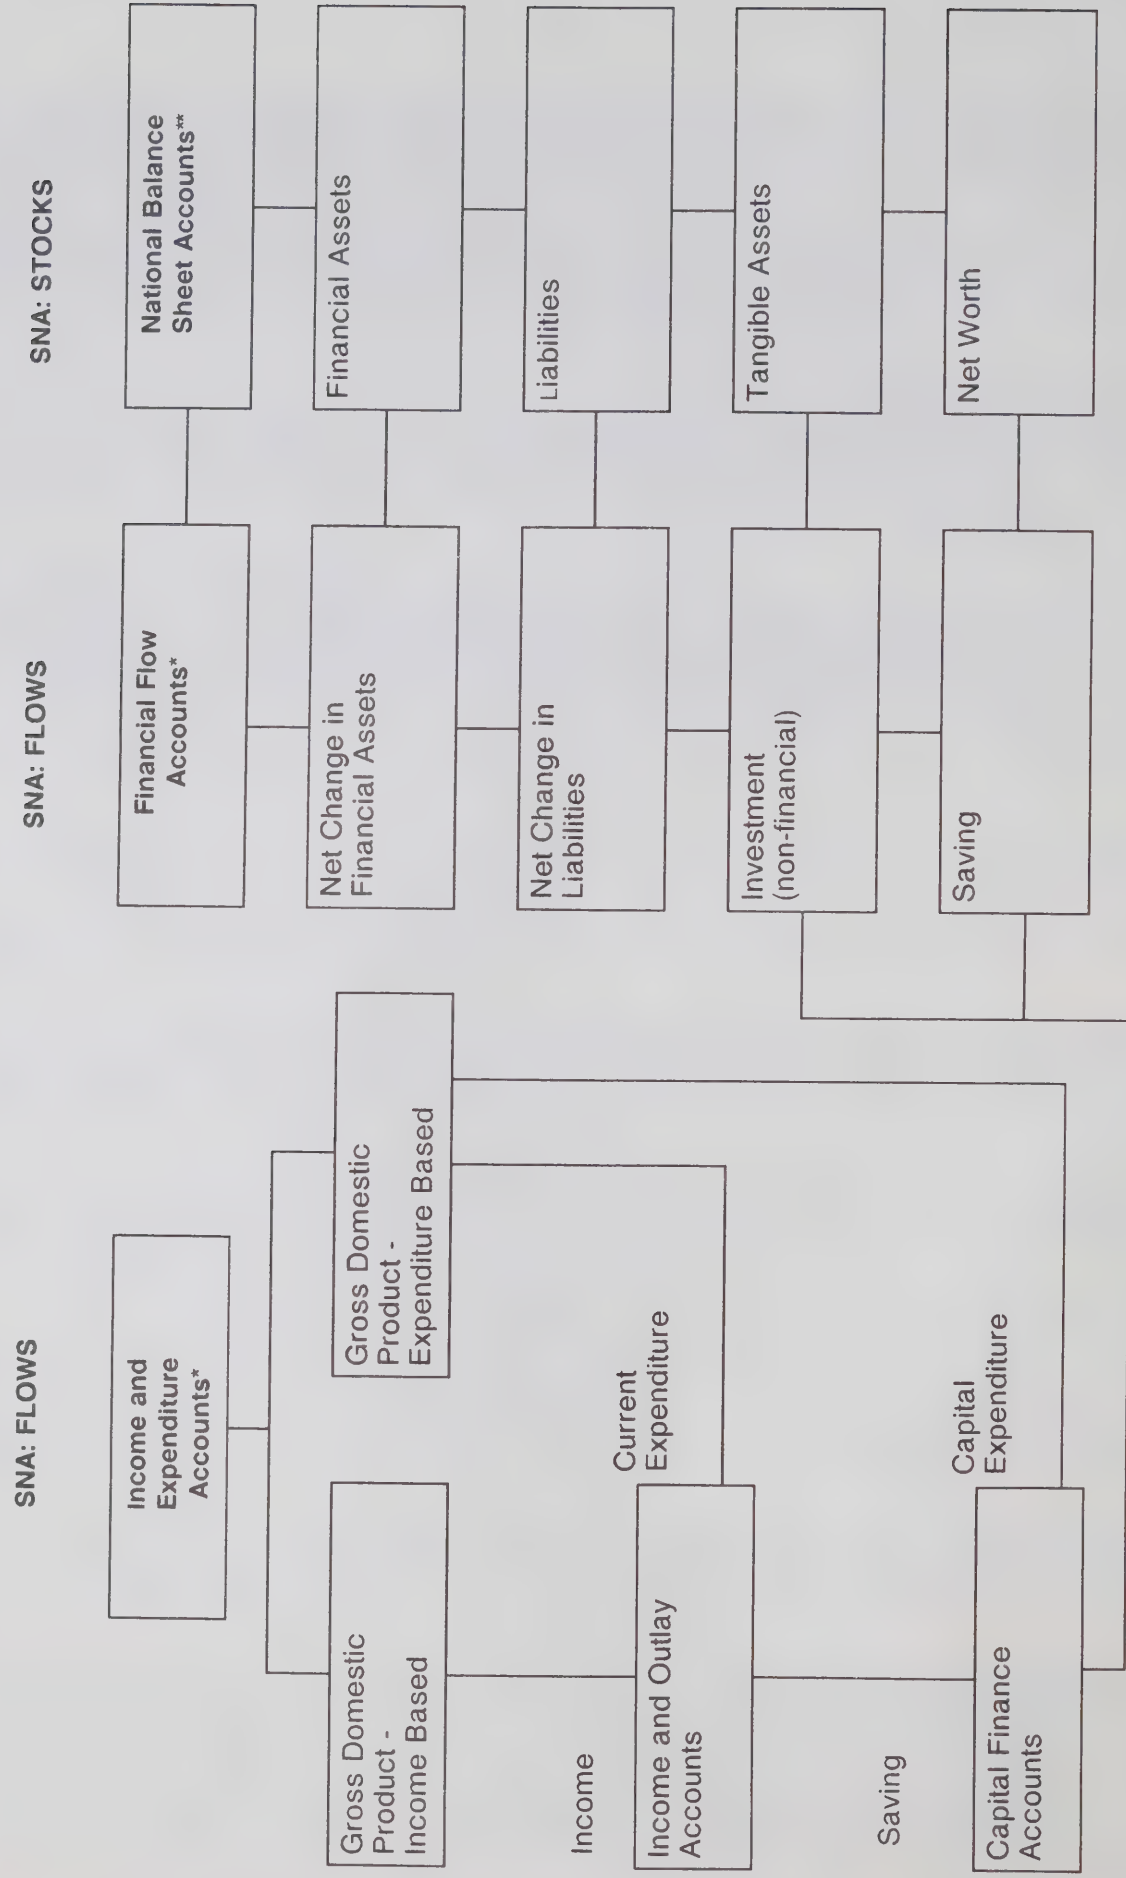 SNA: FLOWS
Income and
Expenditure
Accounts*
Gross Domestic
Product -
Income Based
Gross Domestic
Product -
Expenditure Based
Income
Current
Expenditure
Income and Outlay
Accounts
Saving
Capital
Expenditure
Capital Finance
Accounts
SNA: FLOWS
Financial Flow
Accounts*
Net Change in
Financial Assets
Net Change in
Liabilities
Investment
(non-financial)
Saving
SNA: STOCKS
National Balance
Sheet Accounts**
Financial Assets
Liabilities
Tangible Assets
Net Worth